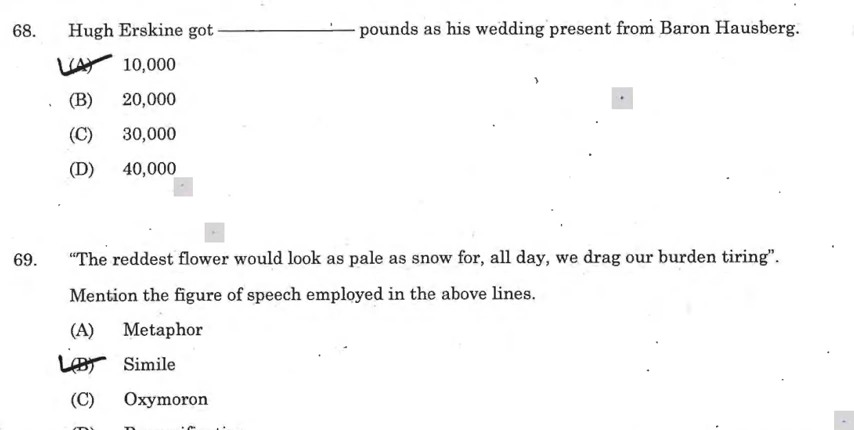 68. Hugh Erskine got ——————— pounds as his wedding present from Baron Hausberg.
(A) 10,000
(B) 20,000
(C) 30,000
(D) 40,000
69. “The reddest flower would look as pale as snow for, all day, we drag our burden tiring”.
Mention the figure of speech employed in the above lines.
(A) Metaphor
(B) Simile
(C) Oxymoron